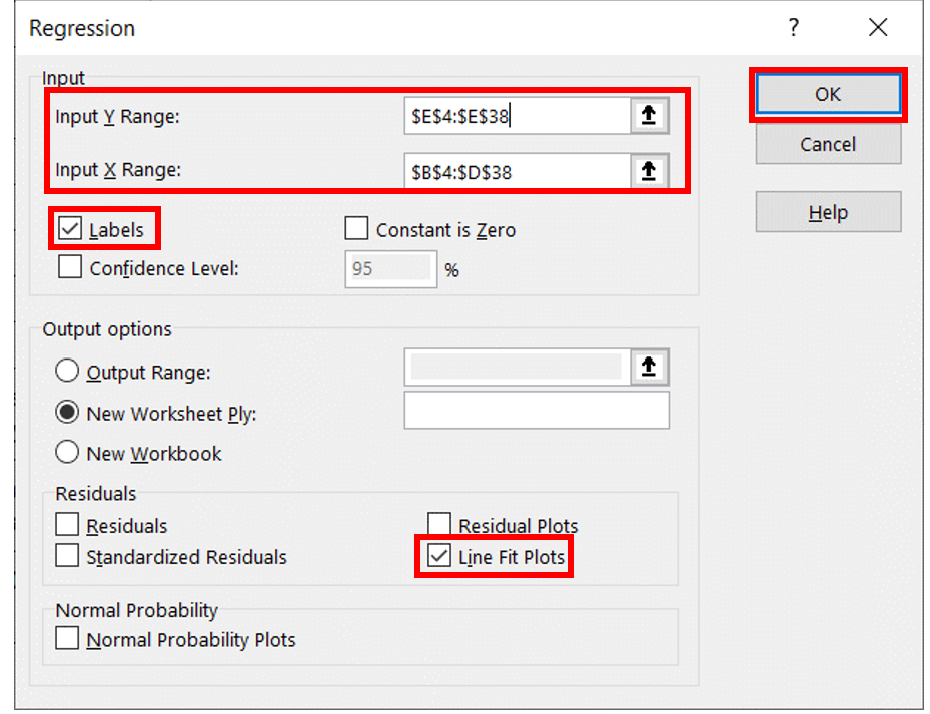 Regression ?
Input
OK
Input Y Range: $E$4:$E$38
Cancel
Input X Range: $B$4:$D$38
Help
Labels Constant is Zero
Confidence Level: 95 %
Output options
Output Range:
New Worksheet Ply:
New Workbook
Residuals
Residuals Residual Plots
Standardized Residuals Line Fit Plots
Normal Probability
Normal Probability Plots